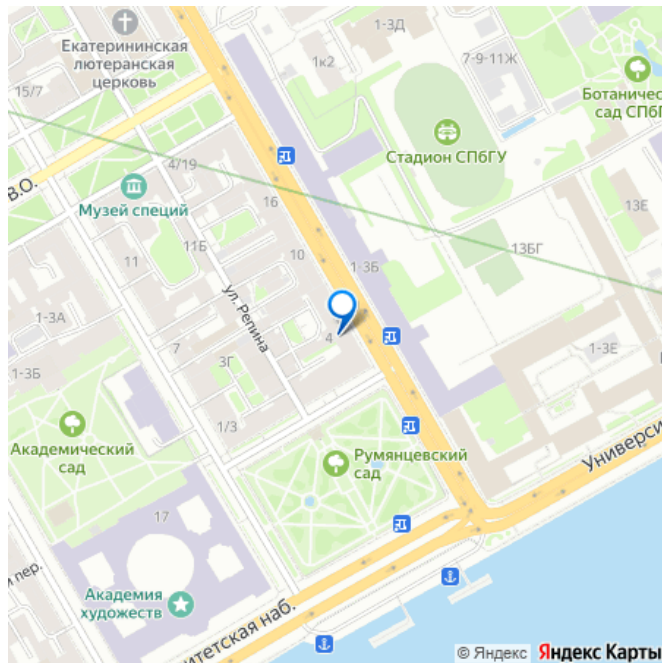 Екатерининская
лютеранская
церковь
1-3Д
1к2
7-9-11Ж
Ботаничес
сад СПбГ
15/7
Стадион СПбГУ
4/19
В.О.
Музей специй
16
13Е
11Б
11
10
13БГ
1-3Б
1-3А
ул. Репина
4
7
3Г
1-3Е
1-3Б
1/3
Академический
сад
Румянцевский
сад
Универси
17
пер.
Академия
художеств
итетская наб.
© Яндекс Яндекс Карты